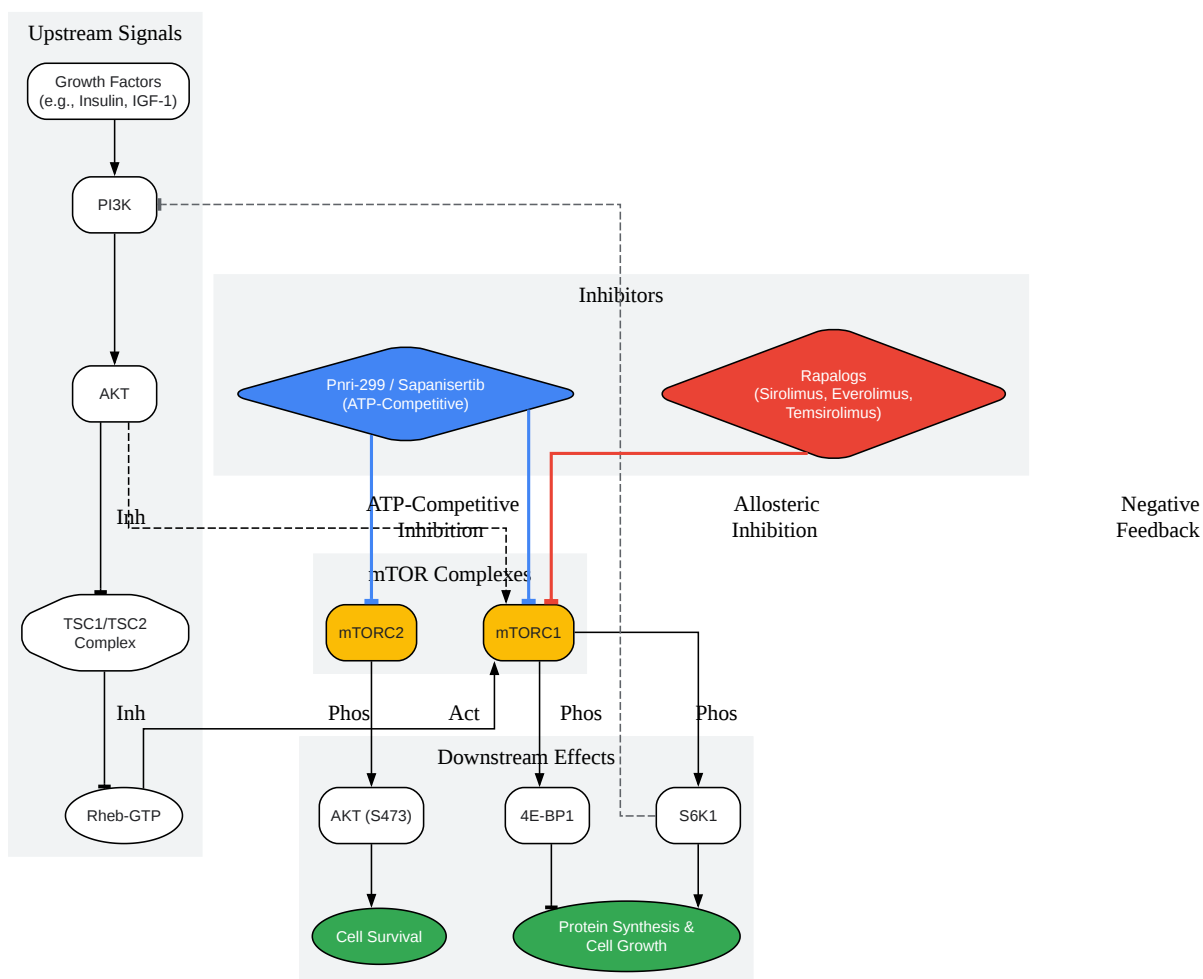 Upstream Signals
Growth Factors
(e.g., Insulin, IGF-1)
PI3K
Inhibitors
Pnri-299 / Sapanisertib
(ATP-Competitive)
Rapalogs
(Sirolimus, Everolimus,
Temsirolimus)
AKT
Inh
ATP-Competitive
Inhibition
Allosteric
Inhibition
Negative
Feedback
mTOR Complexes
TSC1/TSC2
Complex
mTORC2
mTORC1
Inh
Phos
Act
Phos
Phos
Downstream Effects
Rheb-GTP
AKT (S473)
4E-BP1
S6K1
Cell Survival
Protein Synthesis &
Cell Growth